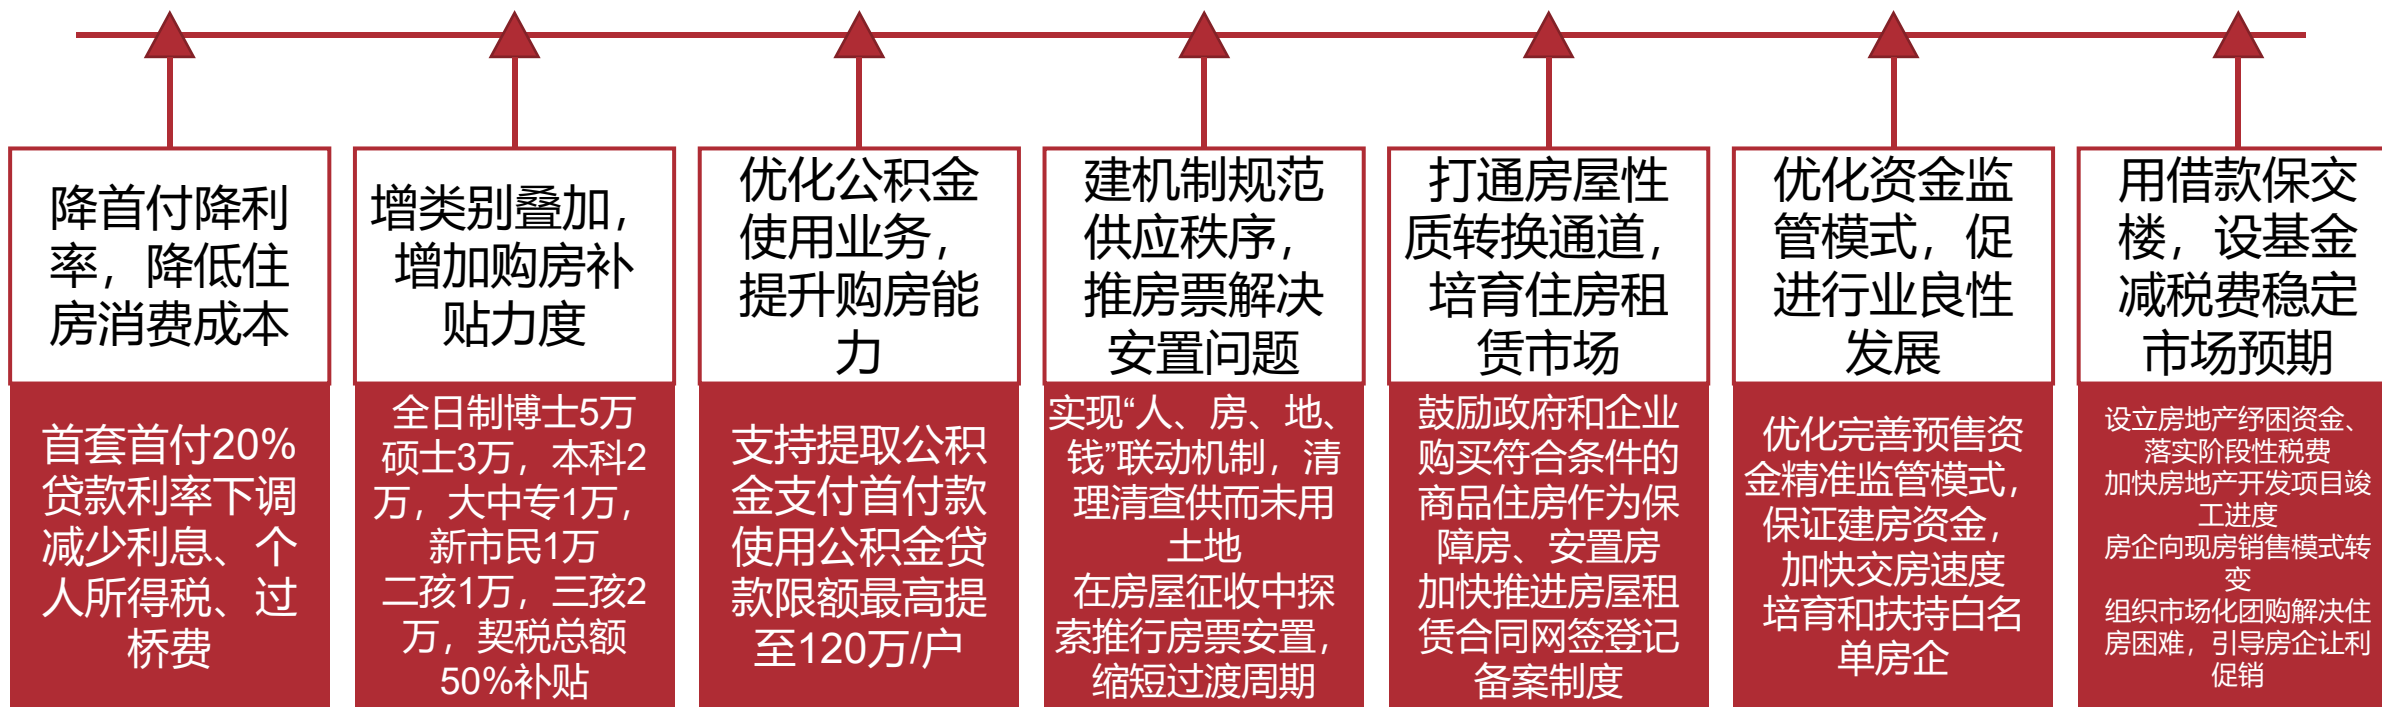 降首付降利
率，降低住
房消费成本
首套首付20%
贷款利率下调
减少利息、个
人所得税、过
桥费
增类别叠加，
增加购房补
贴力度
全日制博士5万
硕士3万，本科2
万，大中专1万，
新市民1万
二孩1万，三孩2
万，契税总额
50%补贴
优化公积金
使用业务，
提升购房能
力
支持提取公积
金支付首付款
使用公积金贷
款限额最高提
至120万/户
建机制规范
供应秩序，
推房票解决
安置问题
实现“人、房、地、
钱”联动机制，清
理清查供而未用
土地
在房屋征收中探
索推行房票安置，
缩短过渡周期
打通房屋性
质转换通道，
培育住房租
赁市场
鼓励政府和企业
购买符合条件的
商品住房作为保
障房、安置房
加快推进房屋租
赁合同网签登记
备案制度
优化资金监
管模式，促
进行业良性
发展
优化完善预售资
金精准监管模式，
保证建房资金，
加快交房速度
培育和扶持白名
单房企
用借款保交
楼，设基金
减税费稳定
市场预期
设立房地产纾困资金、
落实阶段性税费
加快房地产开发项目竣
工进度
房企向现房销售模式转
变
组织市场化团购解决住
房困难，引导房企让利
促销